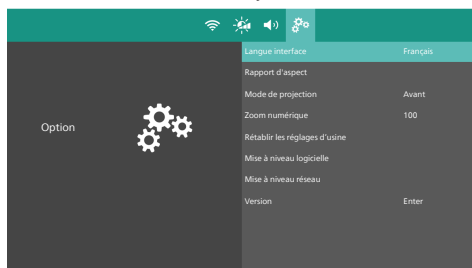 Option
Langue interface Français
Rapport d'aspect
Mode de projection Avant
Zoom numérique 100
Rétablir les réglages d'usine
Mise à niveau logicielle
Mise à niveau réseau
Version Enter